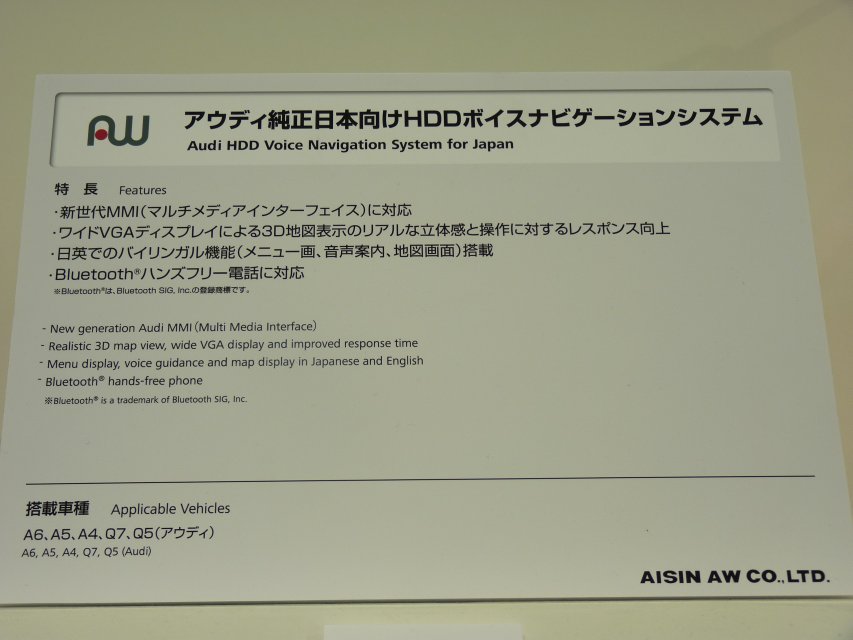 AW アウディ純正日本向けHDDボイスナビゲーションシステム
Audi HDD Voice Navigation System for Japan
特 長 Features
・新世代MMI(マルチメディアインターフェイス)に対応
・ワイドVGAディスプレイによる3D地図表示のリアルな立体感と操作に対するレスポンス向上
・日英でのバイリンガル機能(メニュー画、音声案内、地図画面)搭載
・Bluetooth®ハンズフリー電話に対応
※Bluetooth®は、Bluetooth SIG, Inc.の登録商標です。
- New generation Audi MMI (Multi Media Interface)
- Realistic 3D map view, wide VGA display and improved response time
- Menu display, voice guidance and map display in Japanese and English
- Bluetooth® hands-free phone
※Bluetooth® is a trademark of Bluetooth SIG, Inc.
搭載車種 Applicable Vehicles
A6、A5、A4、Q7、Q5(アウディ)
A6, A5, A4, Q7, Q5 (Audi)
AISIN AW CO.,LTD.